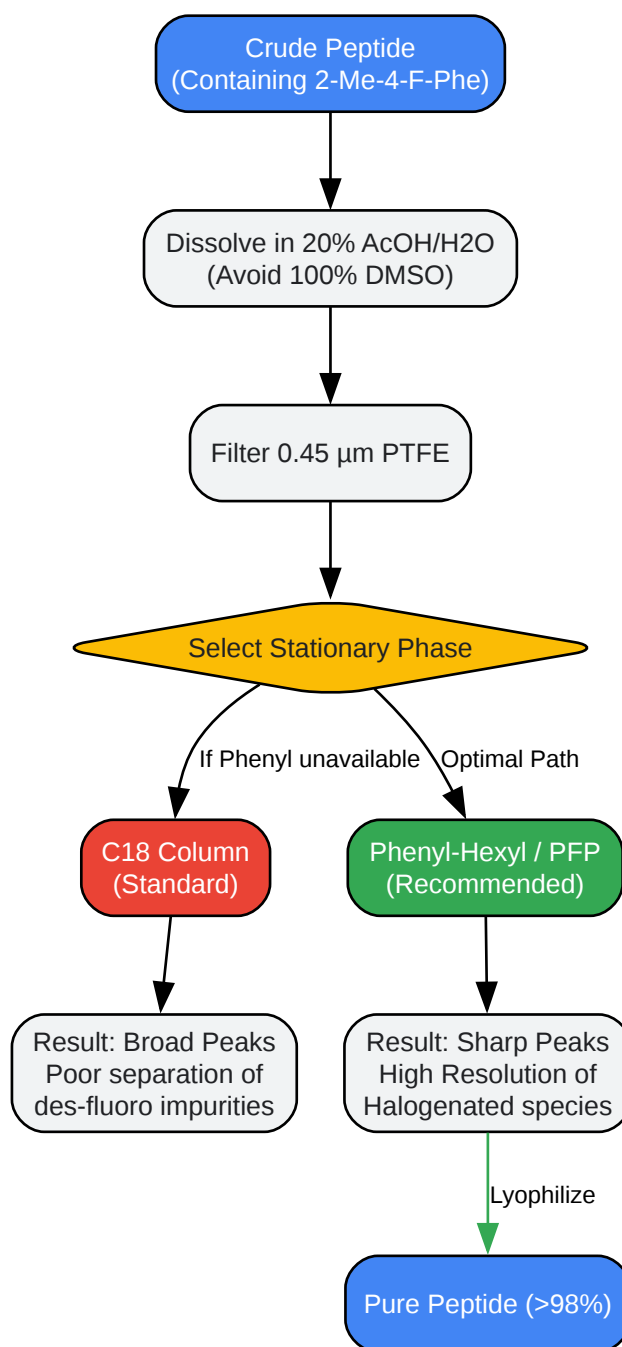 Crude Peptide
(Containing 2-Me-4-F-Phe)
Dissolve in 20% AcOH/H2O
(Avoid 100% DMSO)
Filter 0.45 µm PTFE
Select Stationary Phase
If Phenyl unavailable
Optimal Path
C18 Column
(Standard)
Phenyl-Hexyl / PFP
(Recommended)
Result: Broad Peaks
Poor separation of
des-fluoro impurities
Result: Sharp Peaks
High Resolution of
Halogenated species
Lyophilize
Pure Peptide (>98%)